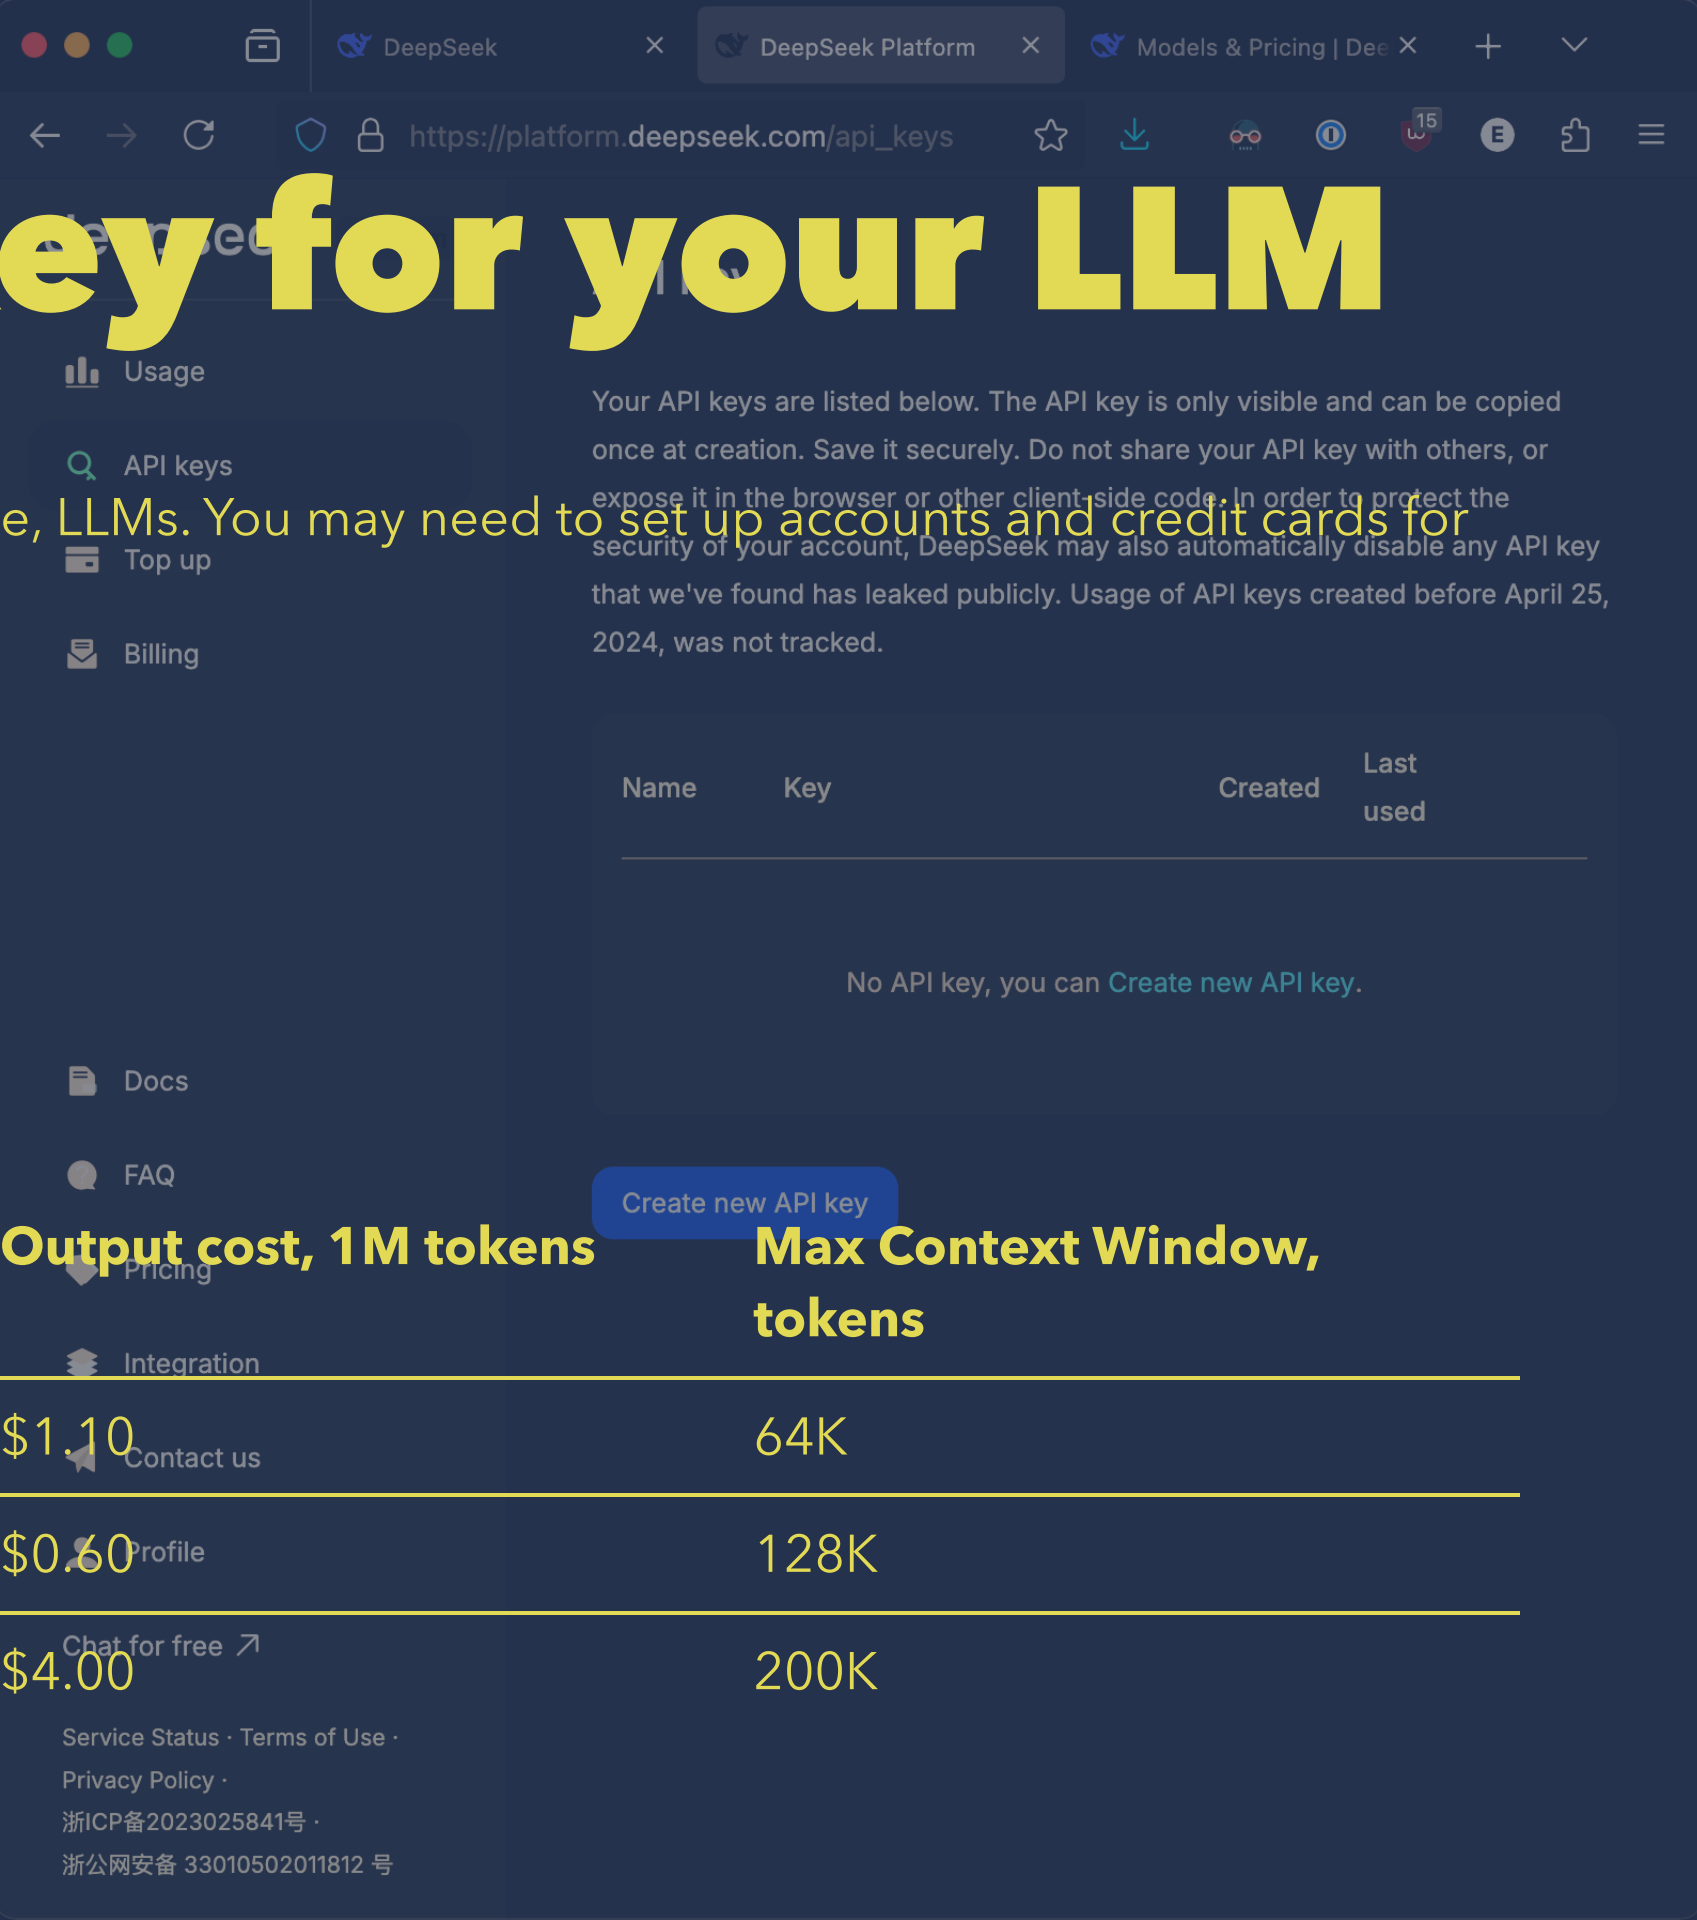 DeepSeek
DeepSeek Platform
Models & Pricing | Dee
https://platform.deepseek.com/api_keys
15
E
ey for your LLM
Usage
API keys
Top up
Billing
Your API keys are listed below. The API key is only visible and can be copied
once at creation. Save it securely. Do not share your API key with others, or
expose it in the browser or other client-side code. In order to protect the
security of your account, DeepSeek may also automatically disable any API key
that we've found has leaked publicly. Usage of API keys created before April 25,
2024, was not tracked.
e, LLMs. You may need to set up accounts and credit cards for
Name Key Created Last
used
No API key, you can Create new API key.
Docs
FAQ
Create new API key
Pricing
Integration
Contact us
Profile
Chat for free
Output cost, 1M tokens Max Context Window,
tokens
$1.10 64K
$0.60 128K
$4.00 200K
Service Status · Terms of Use ·
Privacy Policy ·
浙ICP备2023025841号 ·
浙公网安备 33010502011812 号